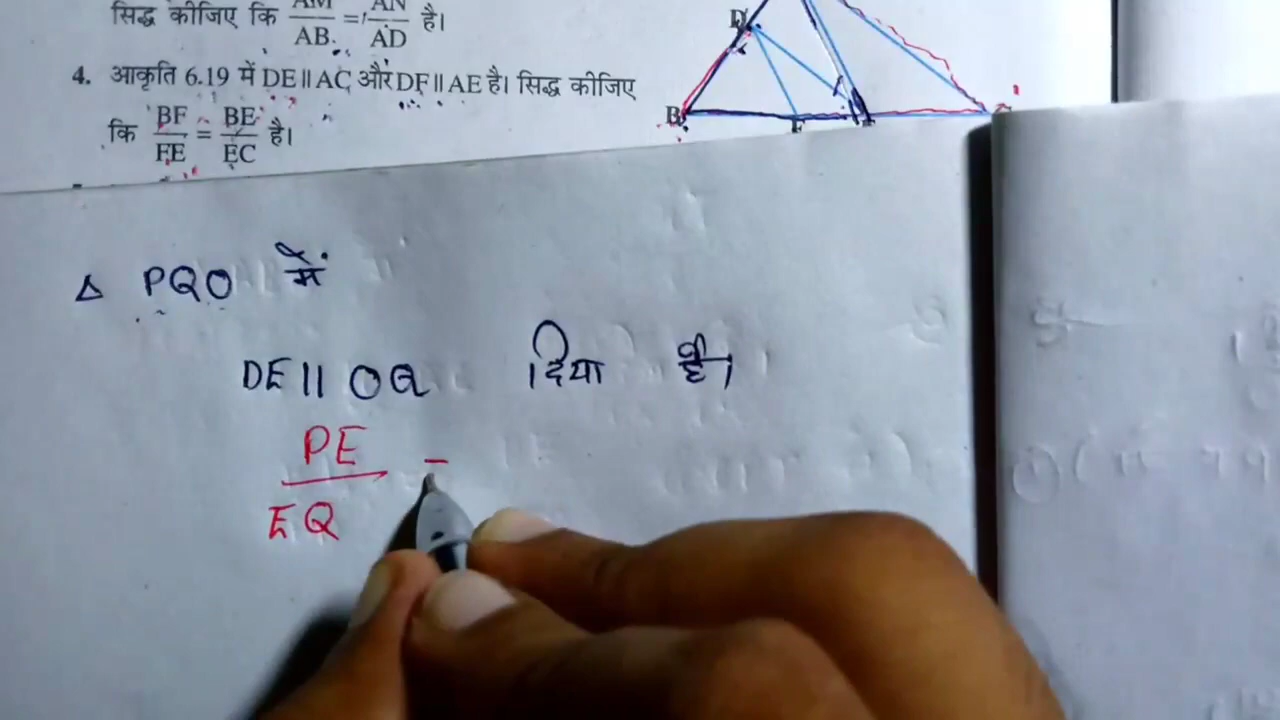 सिद्ध कीजिए कि AM/AB = AN/AD है।
4. आकृति 6.19 में DE || AC और DF || AE है। सिद्ध कीजिए
कि BF/FE = BE/EC है।
D
B
F
E
Δ PQO में
DE || OQ दिया है।
PE/EQ =